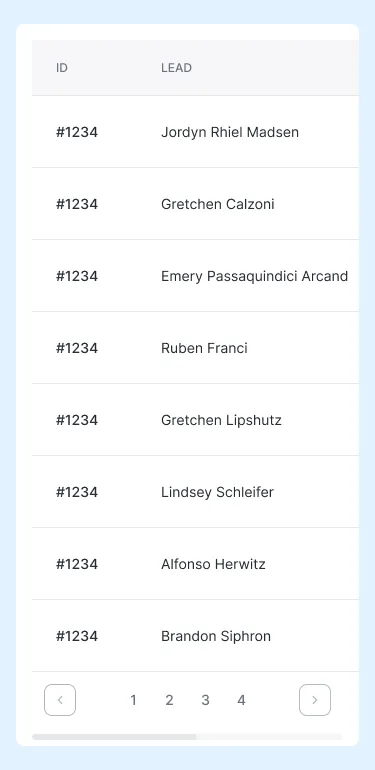 ID LEAD
#1234 Jordyn Rhiel Madsen
#1234 Gretchen Calzoni
#1234 Emery Passaquindici Arcand
#1234 Ruben Franci
#1234 Gretchen Lipshutz
#1234 Lindsey Schleifer
#1234 Alfonso Herwitz
#1234 Brandon Siphron
1 2 3 4